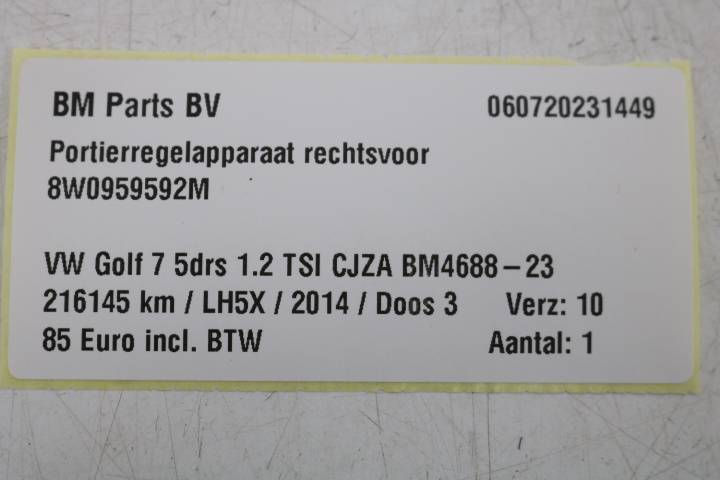 BM Parts BV 060720231449
Portierregelapparaat rechtsvoor
8W0959592M
VW Golf 7 5drs 1.2 TSI CJZA BM4688-23
216145 km / LH5X / 2014 / Doos 3 Verz: 10
85 Euro incl. BTW Aantal: 1